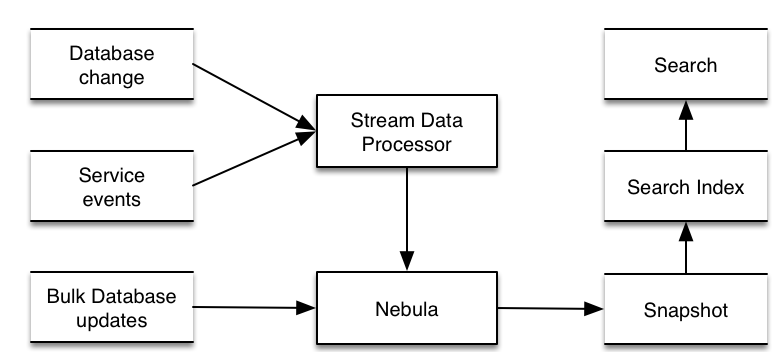 Database
change
Service
events
Bulk Database
updates
Stream Data
Processor
Nebula
Search
Search Index
Snapshot